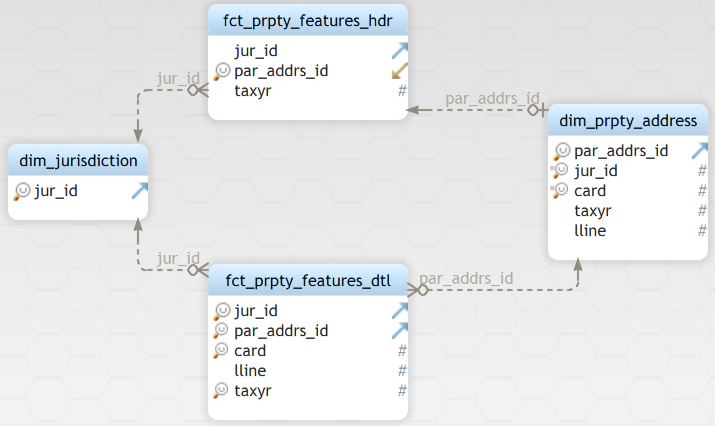 fct_prpty_features_hdr
jur_id
par_addrs_id
taxyr #
jur_id
par_addrs_id
dim_prpty_address
par_addrs_id
jur_id #
card #
taxyr #
lline #
dim_jurisdiction
jur_id
jur_id
fct_prpty_features_dtl
jur_id
par_addrs_id
card #
lline #
taxyr #
par_addrs_id